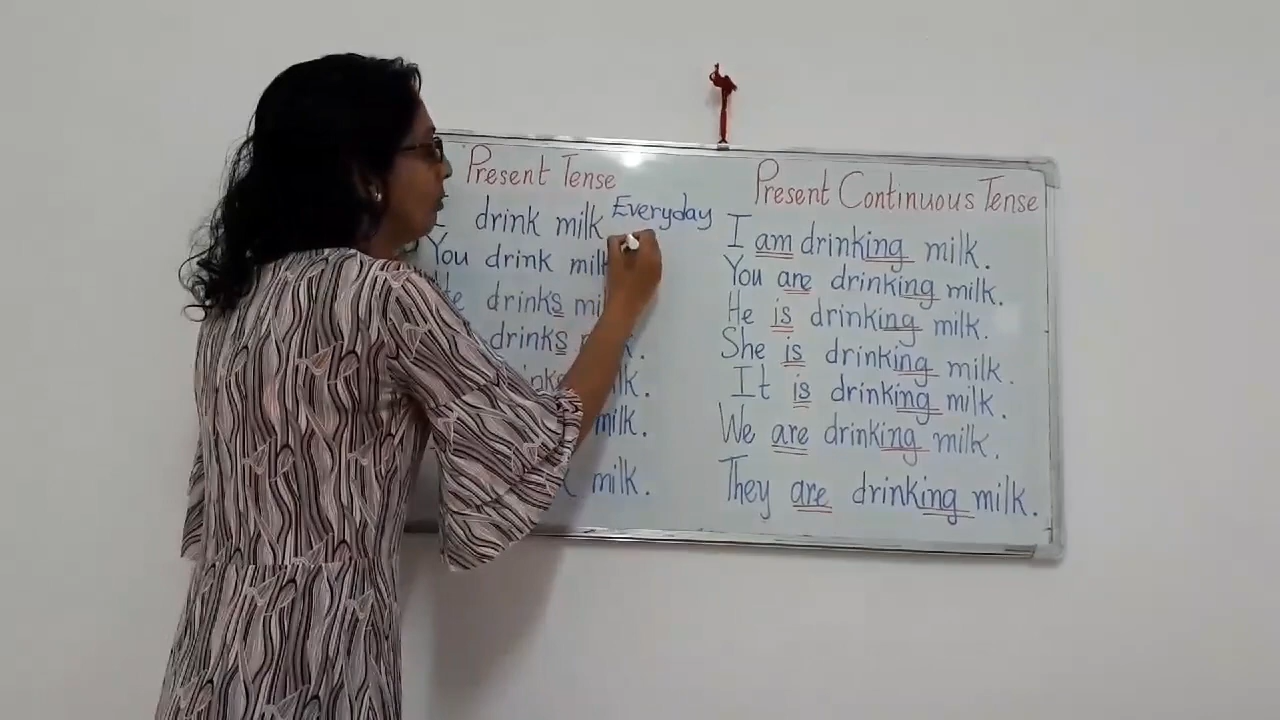 Present Tense
I drink milk Everyday
You drink
drinks
drinks
milk.
milk.
Present Continuous Tense
I am drinking milk.
You are drinking milk.
He is drinking milk.
She is drinking milk.
It is drinking milk.
We are drinking milk.
They are drinking milk.